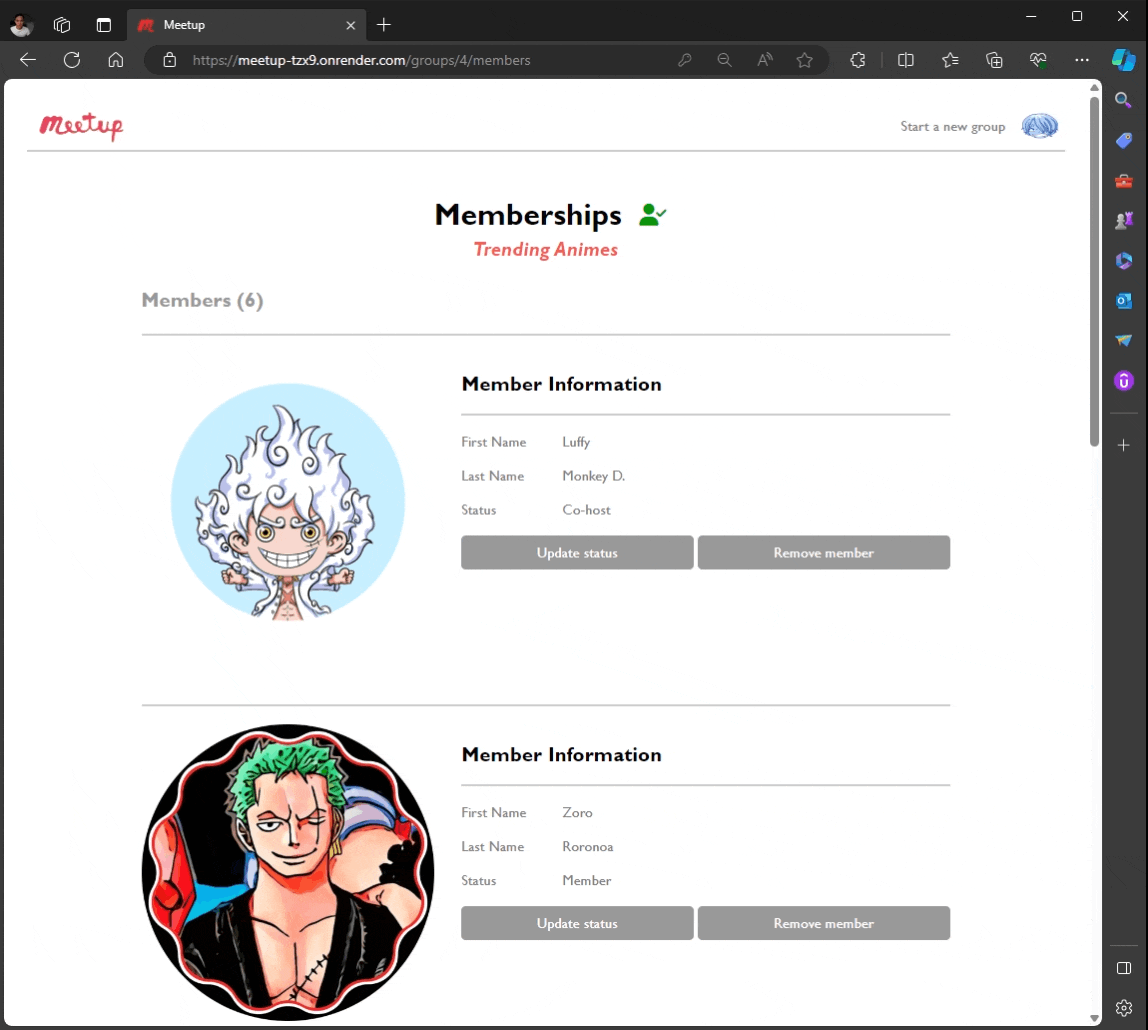 Meetup
https://meetup-tzx9.onrender.com/groups/4/members
meetup
Start a new group
Memberships
Trending Animes
Members (6)
Member Information
First Name Luffy
Last Name Monkey D.
Status Co-host
Update status Remove member
Member Information
First Name Zoro
Last Name Roronoa
Status Member
Update status Remove member